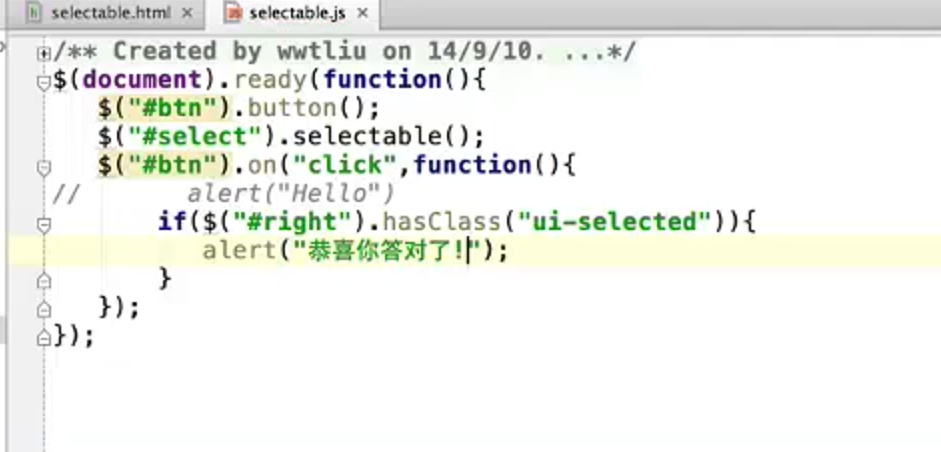 selectable.html selectable.js
/** Created by wwtliu on 14/9/10. ...*/
$(document).ready(function(){
$("#btn").button();
$("#select").selectable();
$("#btn").on("click",function(){
// alert("Hello")
if($("#right").hasClass("ui-selected")){
alert("恭喜你答对了!");
}
});
});